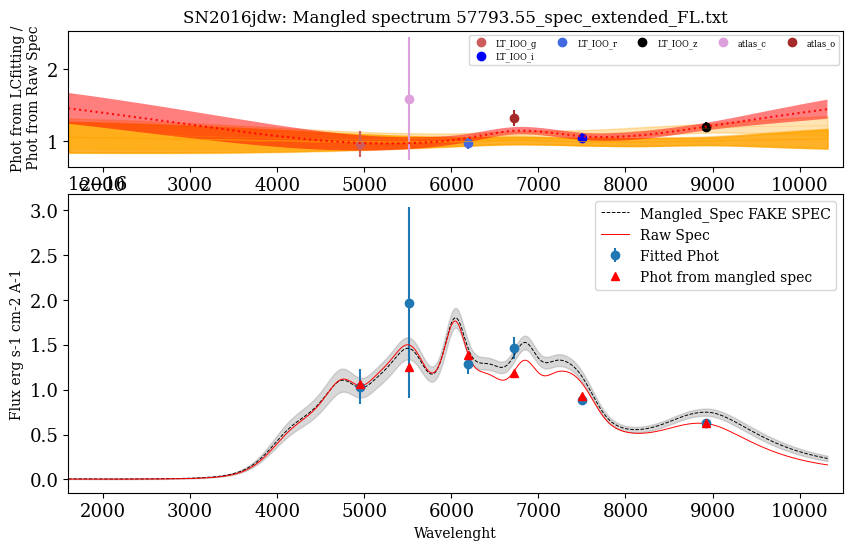 SN2016jdw: Mangled spectrum 57793.55_spec_extended_FL.txt
Phot from LCfitting /
Phot from Raw Spec
2
1
LT_IOO_g
LT_IOO_i
LT_IOO_r
LT_IOO_z
atlas_c
atlas_o
2000 3000 4000 5000 6000 7000 8000 9000 10000
1e−16
Flux erg s-1 cm-2 A-1
3.0
2.5
2.0
1.5
1.0
0.5
0.0
Mangled_Spec FAKE SPEC
Raw Spec
Fitted Phot
Phot from mangled spec
2000 3000 4000 5000 6000 7000 8000 9000 10000
Wavelenght